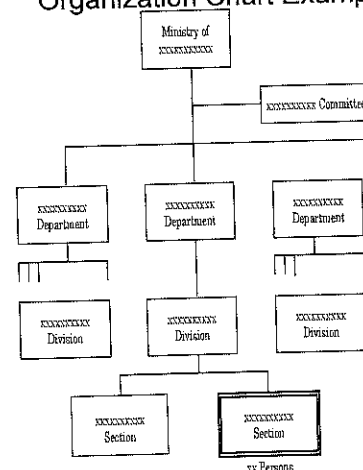 Organization Chart Examp
Ministry of
xxxxxxxxxxx
xxxxxxxxxx Committee
xxxxxxxxxx
Department
xxxxxxxxxx
Department
xxxxxxxxxx
Department
xxxxxxxxxx
Division
xxxxxxxxxx
Division
xxxxxxxxxx
Division
xxxxxxxxxx
Section
xxxxxxxxxx
Section
xx Persons